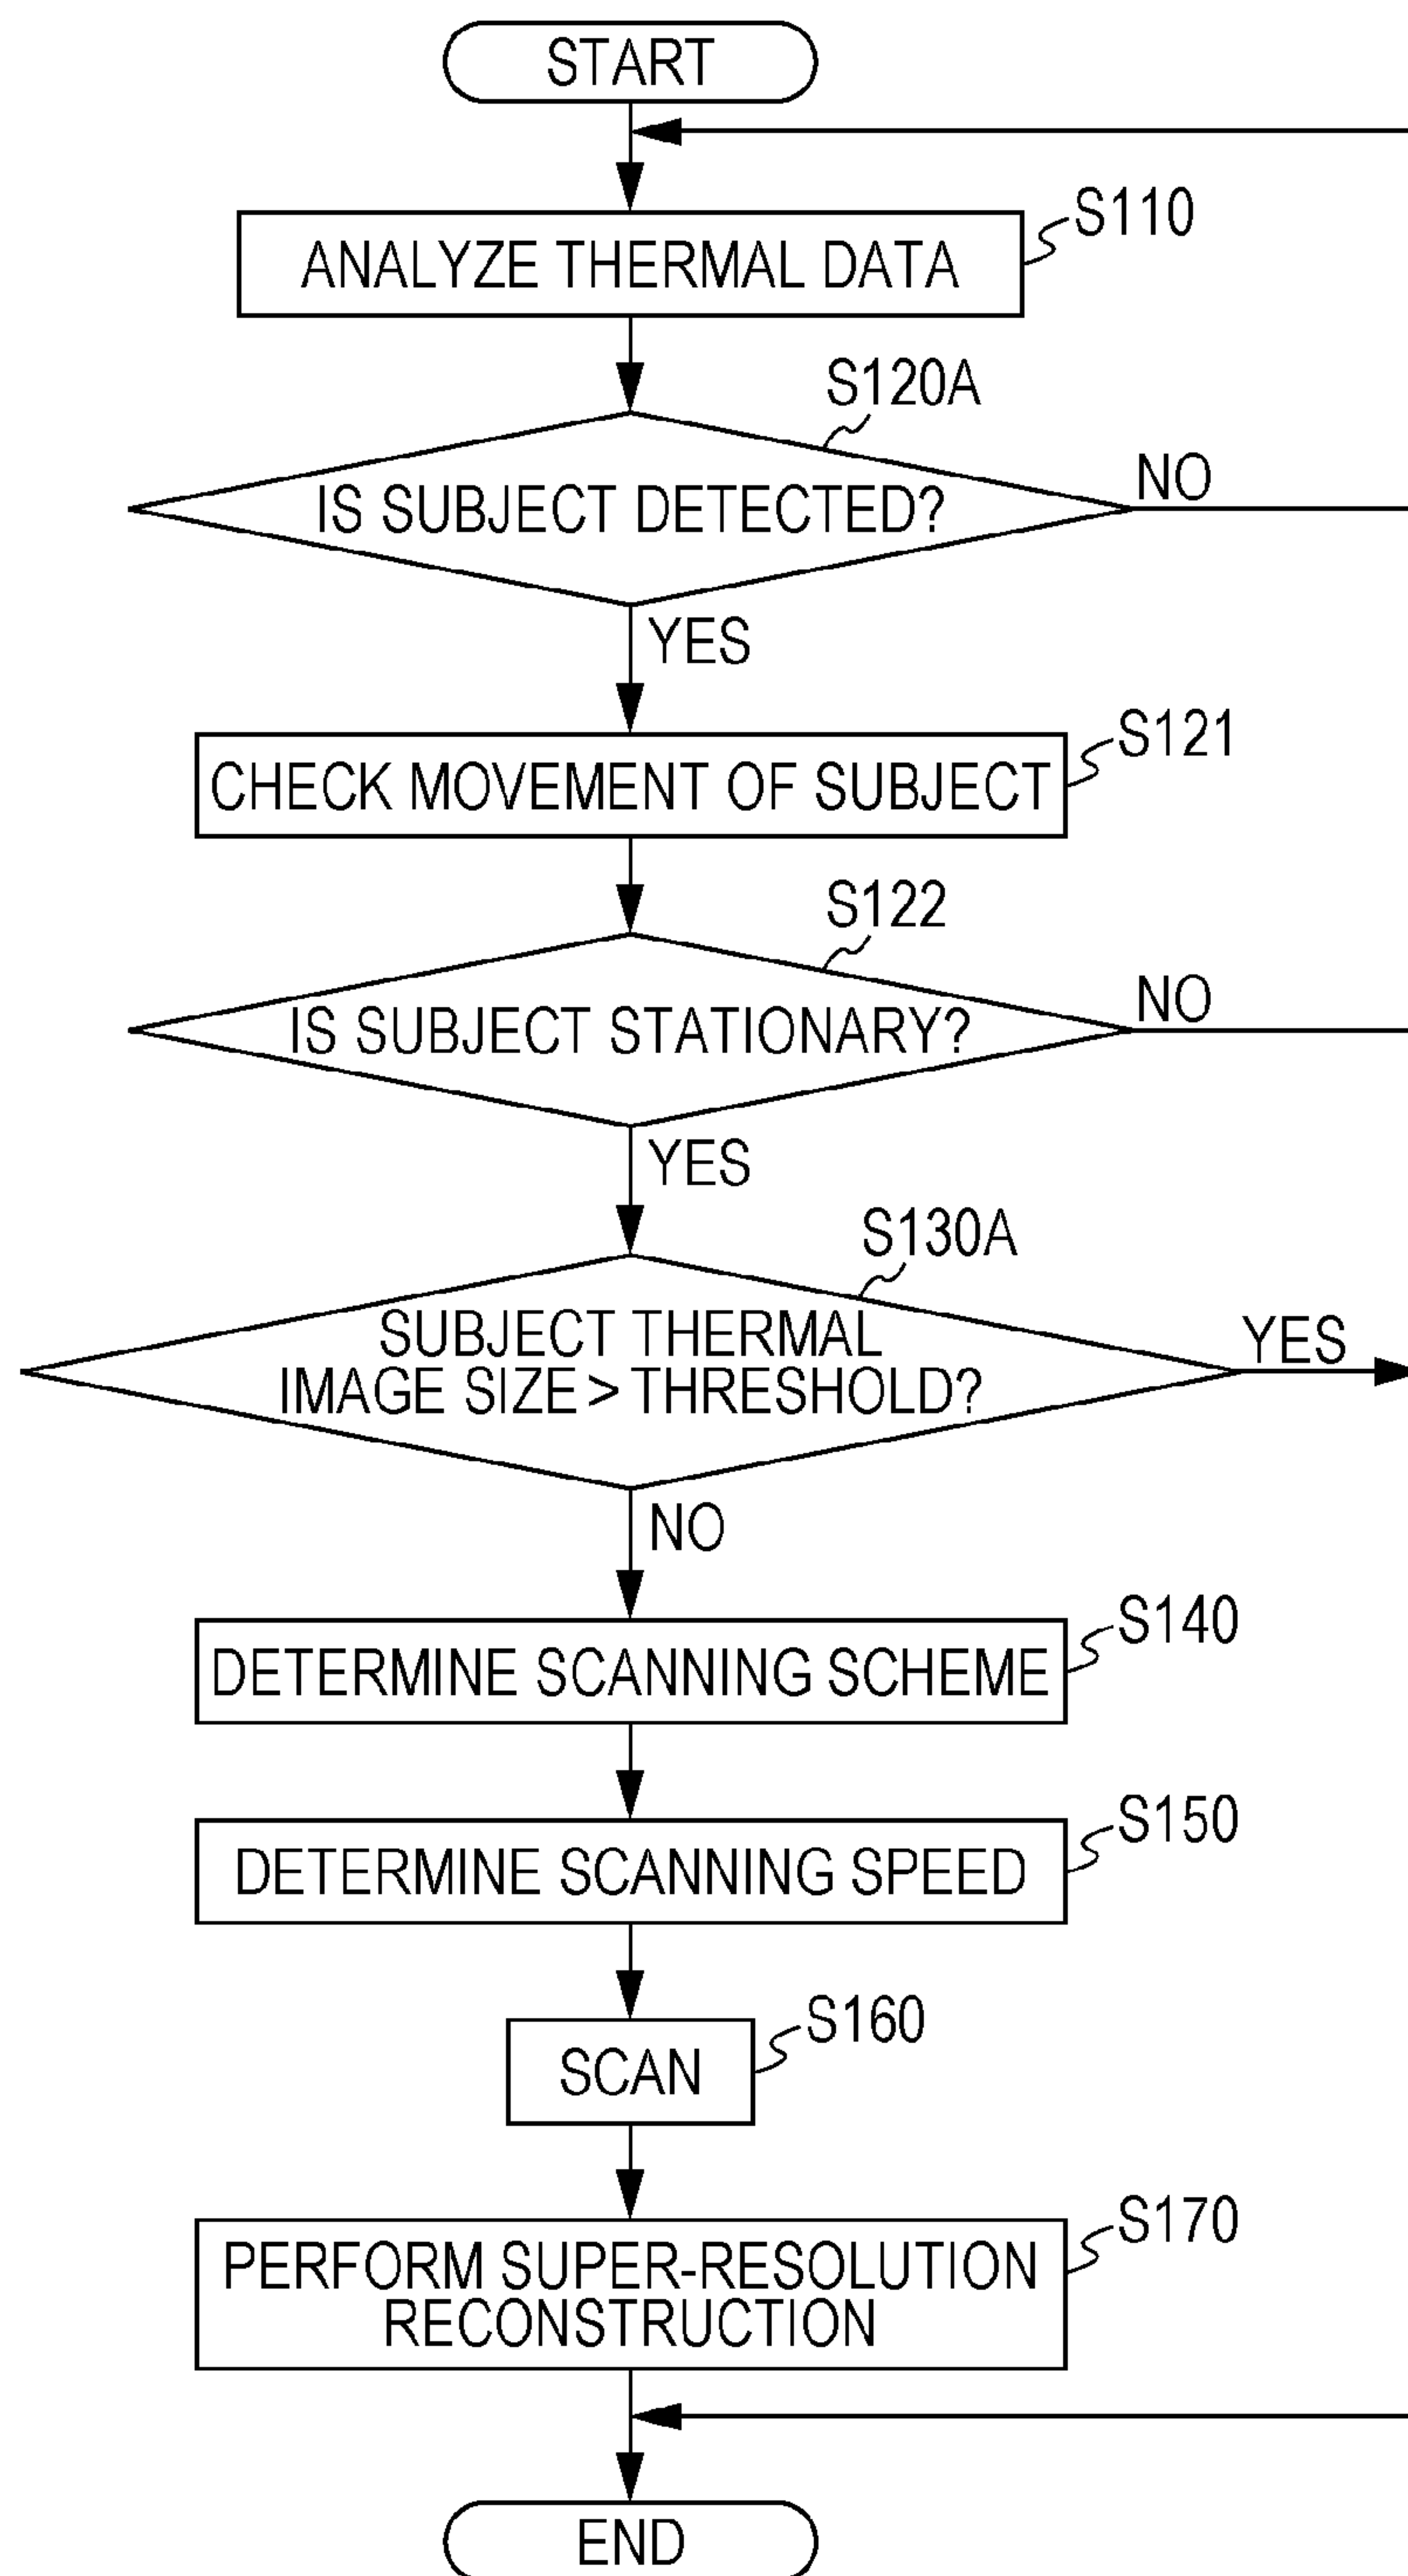 START
S110
ANALYZE THERMAL DATA
S120A
IS SUBJECT DETECTED?
NO
YES
S121
CHECK MOVEMENT OF SUBJECT
S122
IS SUBJECT STATIONARY?
NO
YES
S130A
SUBJECT THERMAL
IMAGE SIZE > THRESHOLD?
YES
NO
S140
DETERMINE SCANNING SCHEME
S150
DETERMINE SCANNING SPEED
S160
SCAN
S170
PERFORM SUPER-RESOLUTION
RECONSTRUCTION
END